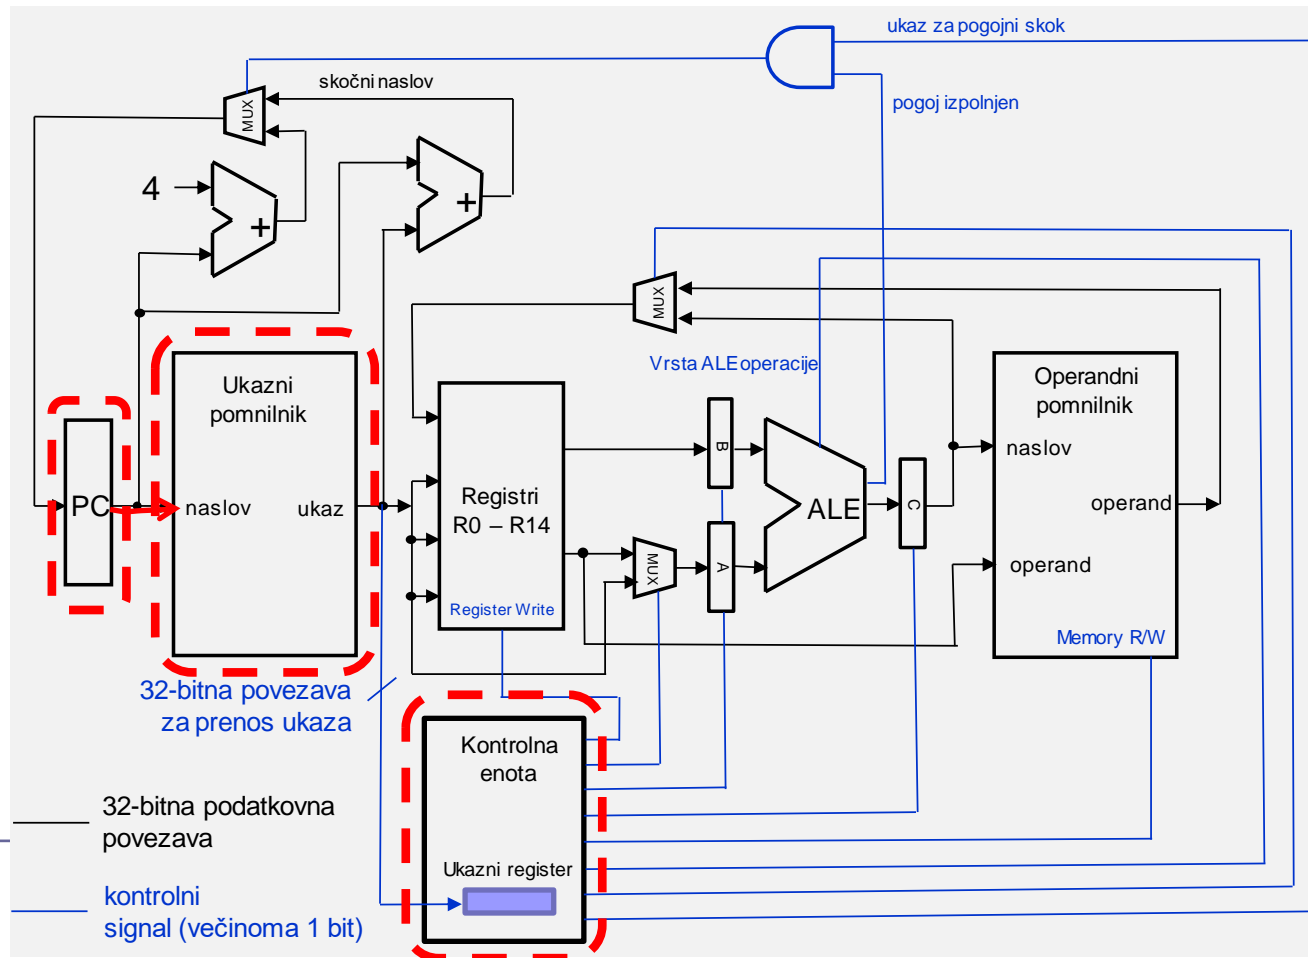 ukaz za pogojni skok
skočni naslov
MUX
pogoj izpolnjen
4
+
+
MUX
Vrsta ALE operacije
Ukazni
pomnilnik
Operandni
pomnilnik
naslov
B
PC
naslov
ukaz
Registri
R0 – R14
ALE
C
operand
MUX
A
operand
Register Write
Memory R/W
32-bitna povezava
za prenos ukaza
Kontrolna
enota
32-bitna podatkovna
povezava
Ukazni register
kontrolni
signal (večinoma 1 bit)